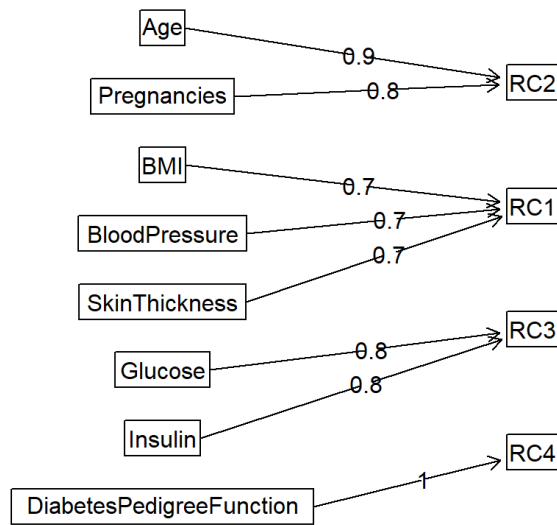 Age
0.9
RC2
Pregnancies
0.8
BMI
0.7
RC1
BloodPressure
0.7
SkinThickness
0.7
Glucose
0.8
RC3
Insulin
0.8
RC4
DiabetesPedigreeFunction
1